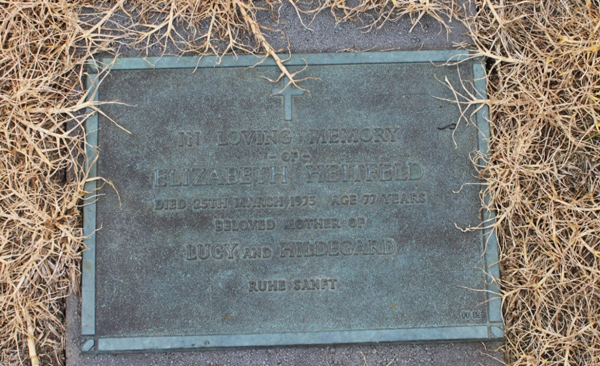 IN LOVING MEMORY
- OF -
ELIZABETH HEHFELD
DIED 25TH MARCH 1975 AGE 77 YEARS
BELOVED MOTHER OF
LUCY AND HILDEGARD
RUHE SANFT